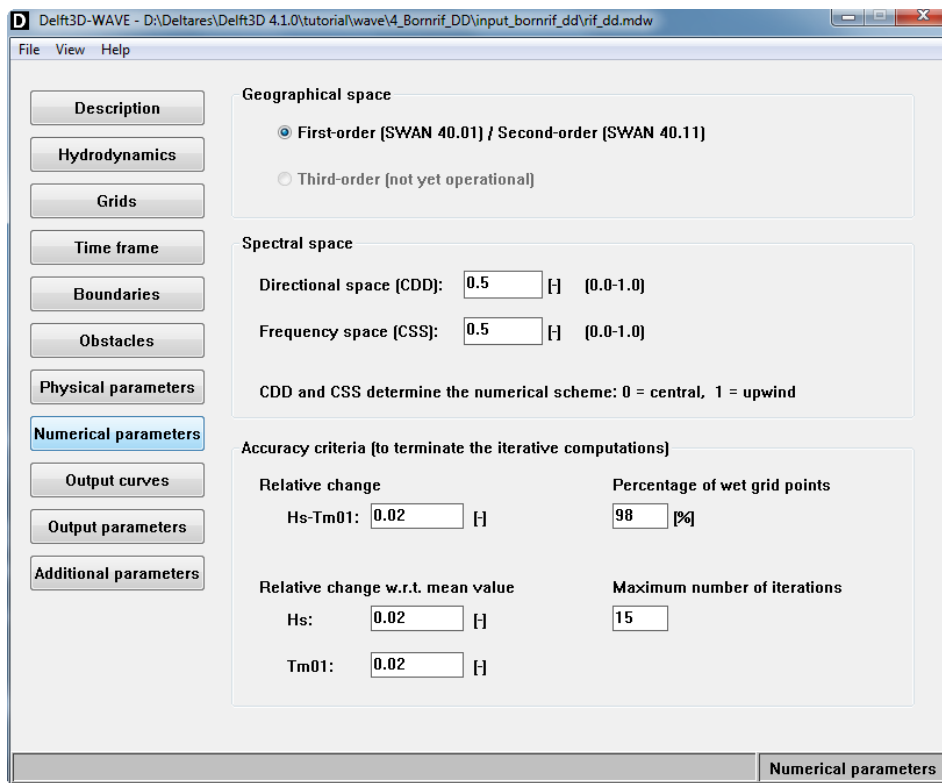 D Delft3D-WAVE - D:\Deltares\Delft3D 4.1.0\tutorial\wave\4_Bornrif_DD\input_bornrif_dd\rif_dd.mdw
File View Help
Description
Hydrodynamics
Grids
Time frame
Boundaries
Obstacles
Physical parameters
Numerical parameters
Output curves
Output parameters
Additional parameters
Geographical space
First-order (SWAN 40.01) / Second-order (SWAN 40.11)
Third-order (not yet operational)
Spectral space
Directional space (CDD): 0.5 [-] (0.0-1.0)
Frequency space (CSS): 0.5 [-] (0.0-1.0)
CDD and CSS determine the numerical scheme: 0 = central, 1 = upwind
Accuracy criteria (to terminate the iterative computations)
Relative change Percentage of wet grid points
Hs-Tm01: 0.02 [-] 98 [%]
Relative change w.r.t. mean value Maximum number of iterations
Hs: 0.02 [-] 15
Tm01: 0.02 [-]
Numerical parameters